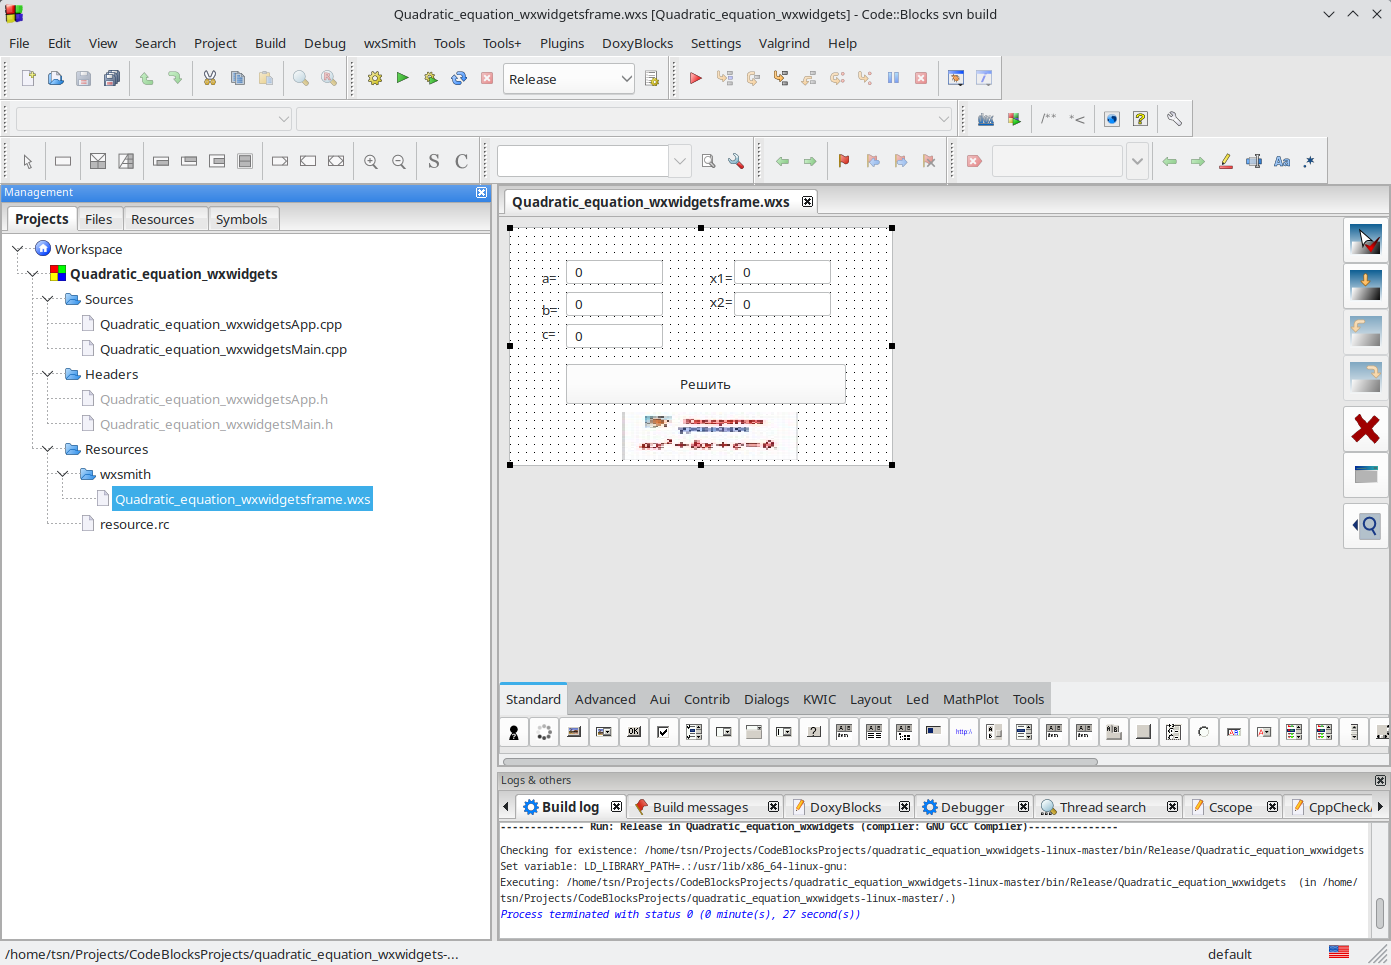 Quadratic_equation_wxwidgetsframe.wxs [Quadratic_equation_wxwidgets] - Code::Blocks svn build
File Edit View Search Project Build Debug wxSmith Tools Tools+ Plugins DoxyBlocks Settings Valgrind Help
Release
/** *<
S C
Aa .*
Management
Projects Files Resources Symbols
Workspace
Quadratic_equation_wxwidgets
Sources
Quadratic_equation_wxwidgetsApp.cpp
Quadratic_equation_wxwidgetsMain.cpp
Headers
Quadratic_equation_wxwidgetsApp.h
Quadratic_equation_wxwidgetsMain.h
Resources
wxsmith
Quadratic_equation_wxwidgetsframe.wxs
resource.rc
Quadratic_equation_wxwidgetsframe.wxs
a= 0 x1= 0
b= 0 x2= 0
c= 0
Решить
ax² + bx + c = 0
Standard Advanced Aui Contrib Dialogs KWIC Layout Led MathPlot Tools
OK ? http://
Logs & others
Build log Build messages DoxyBlocks Debugger Thread search Cscope CppCheck
-------------- Run: Release in Quadratic_equation_wxwidgets (compiler: GNU GCC Compiler)---------------
Checking for existence: /home/tsn/Projects/CodeBlocksProjects/quadratic_equation_wxwidgets-linux-master/bin/Release/Quadratic_equation_wxwidgets
Set variable: LD_LIBRARY_PATH=.:/usr/lib/x86_64-linux-gnu:
Executing: /home/tsn/Projects/CodeBlocksProjects/quadratic_equation_wxwidgets-linux-master/bin/Release/Quadratic_equation_wxwidgets (in /home/
tsn/Projects/CodeBlocksProjects/quadratic_equation_wxwidgets-linux-master/.)
Process terminated with status 0 (0 minute(s), 27 second(s))
/home/tsn/Projects/CodeBlocksProjects/quadratic_equation_wxwidgets-... default